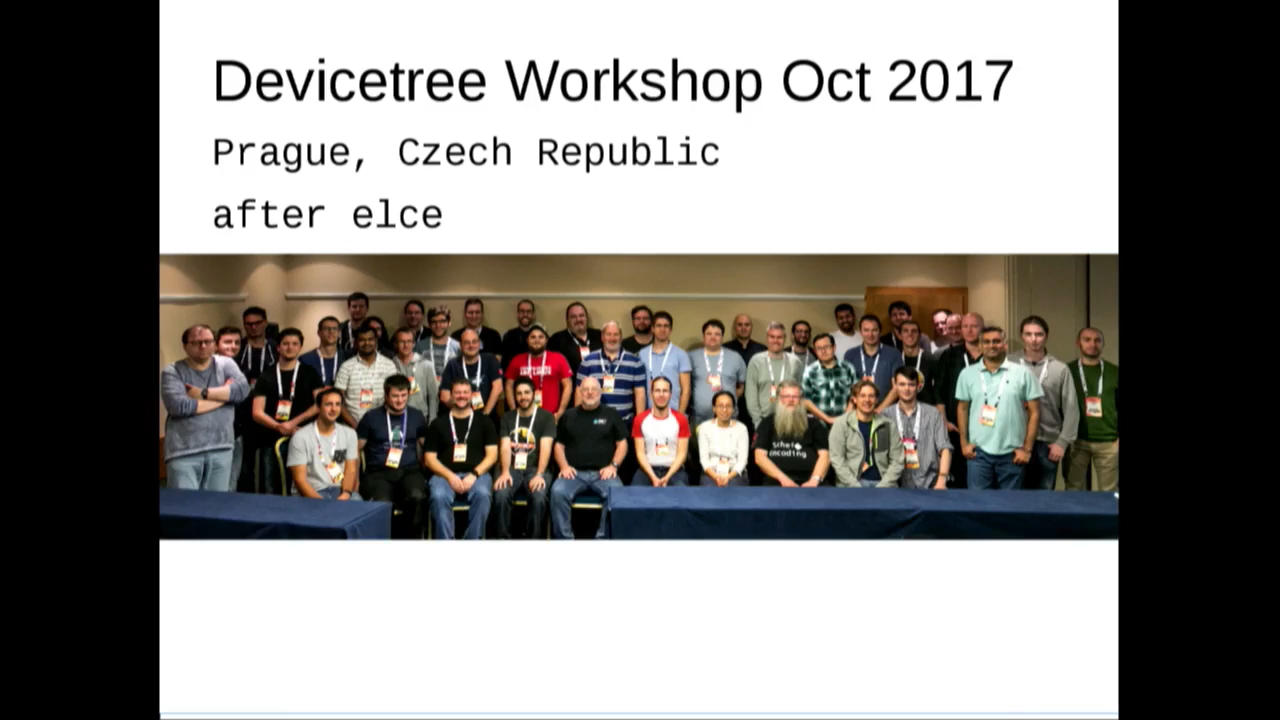 Devicetree Workshop Oct 2017
Prague, Czech Republic
after elce